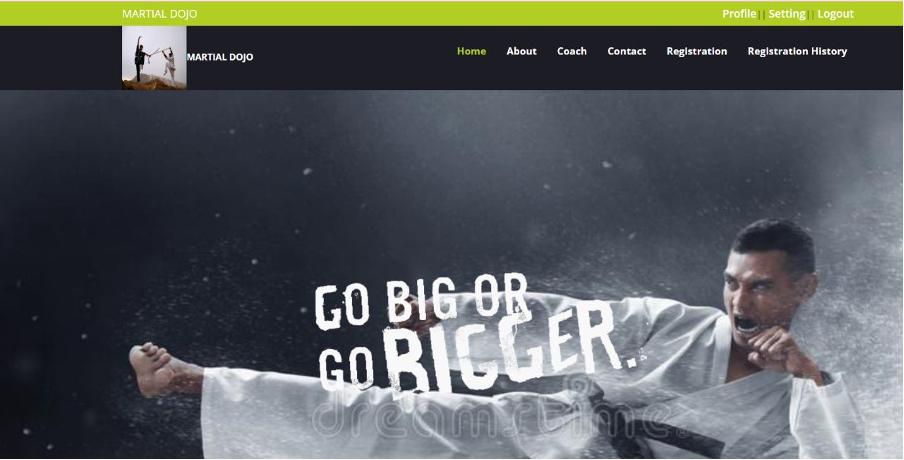 MARTIAL DOJO
Profile || Setting || Logout
MARTIAL DOJO
Home About Coach Contact Registration Registration History
GO BIG OR
GO BIGGER.
dreamstime